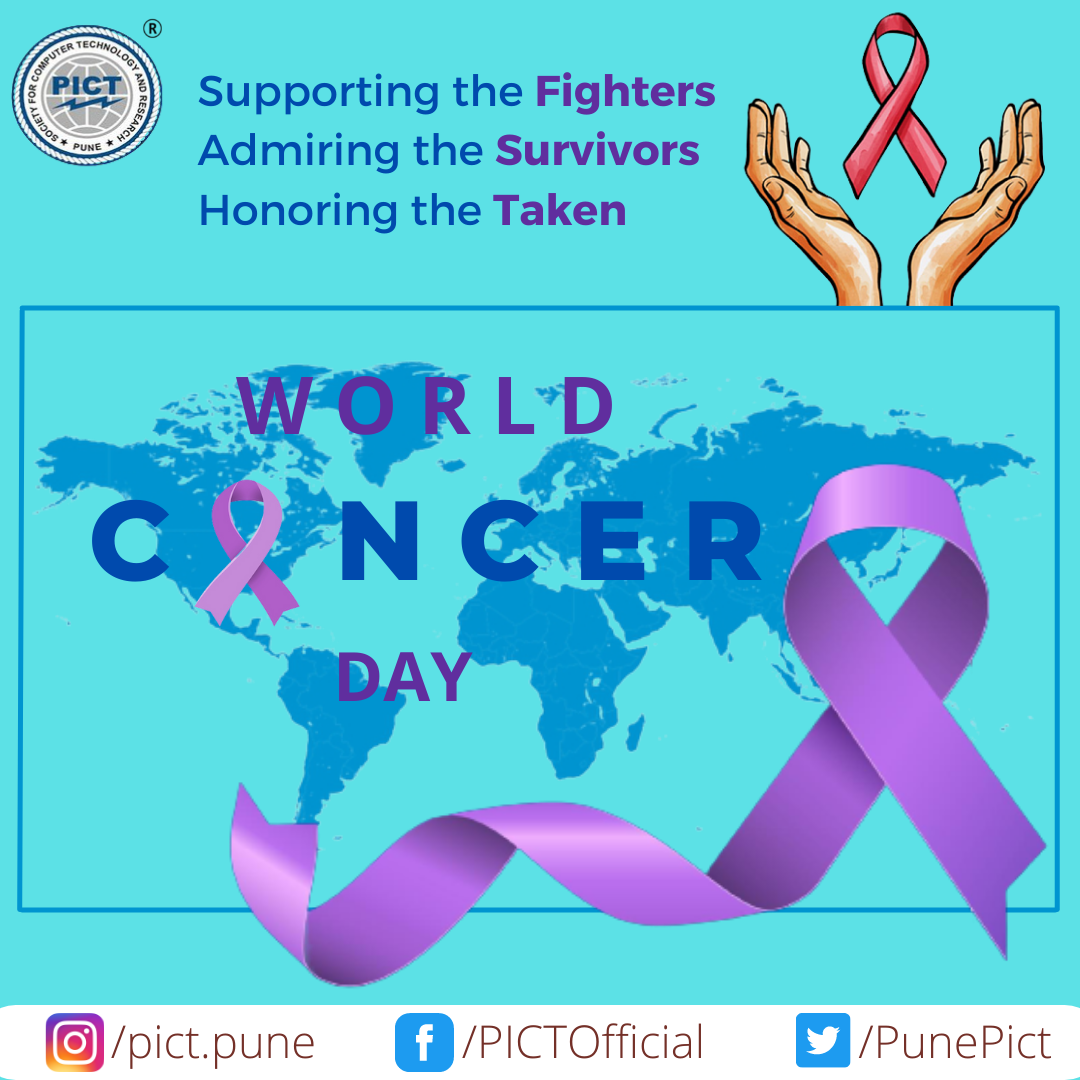 ®
SOCIETY FOR COMPUTER TECHNOLOGY AND RESEARCH
PICT
★ PUNE ★
Supporting the Fighters
Admiring the Survivors
Honoring the Taken
WORLD
CANCER
DAY
/pict.pune
/PICTOfficial
/PunePict